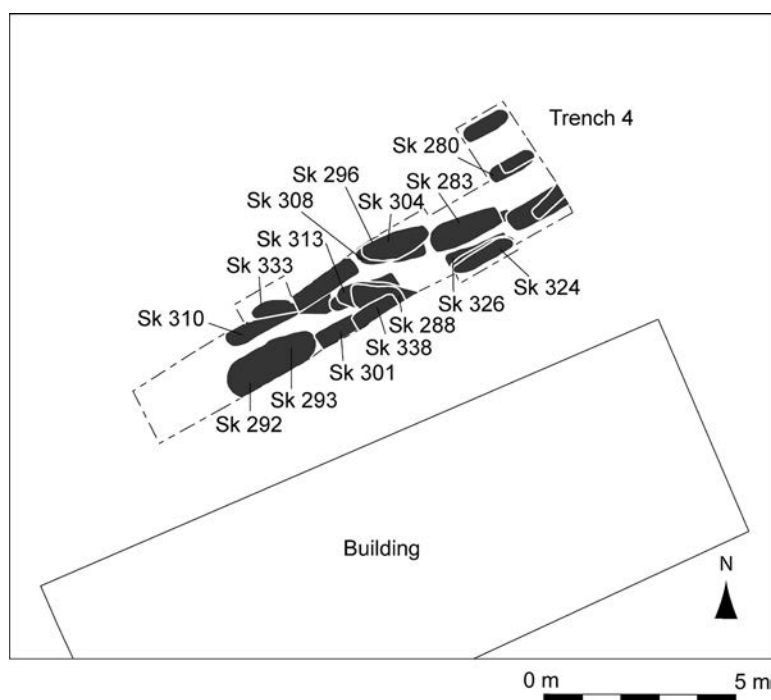 Trench 4
Sk 280
Sk 296
Sk 283
Sk 308
Sk 304
Sk 313
Sk 333
Sk 310
Sk 326
Sk 324
Sk 288
Sk 338
Sk 301
Sk 293
Sk 292
Building
N
0 m 5 m